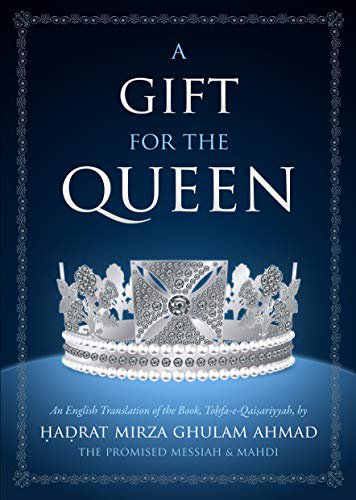 A
GIFT
FOR THE
QUEEN
An English Translation of the Book, Tohfa-e-Qaiṣariyyah, by
ḤAḌRAT MIRZA GHULAM AHMAD
THE PROMISED MESSIAH & MAHDI